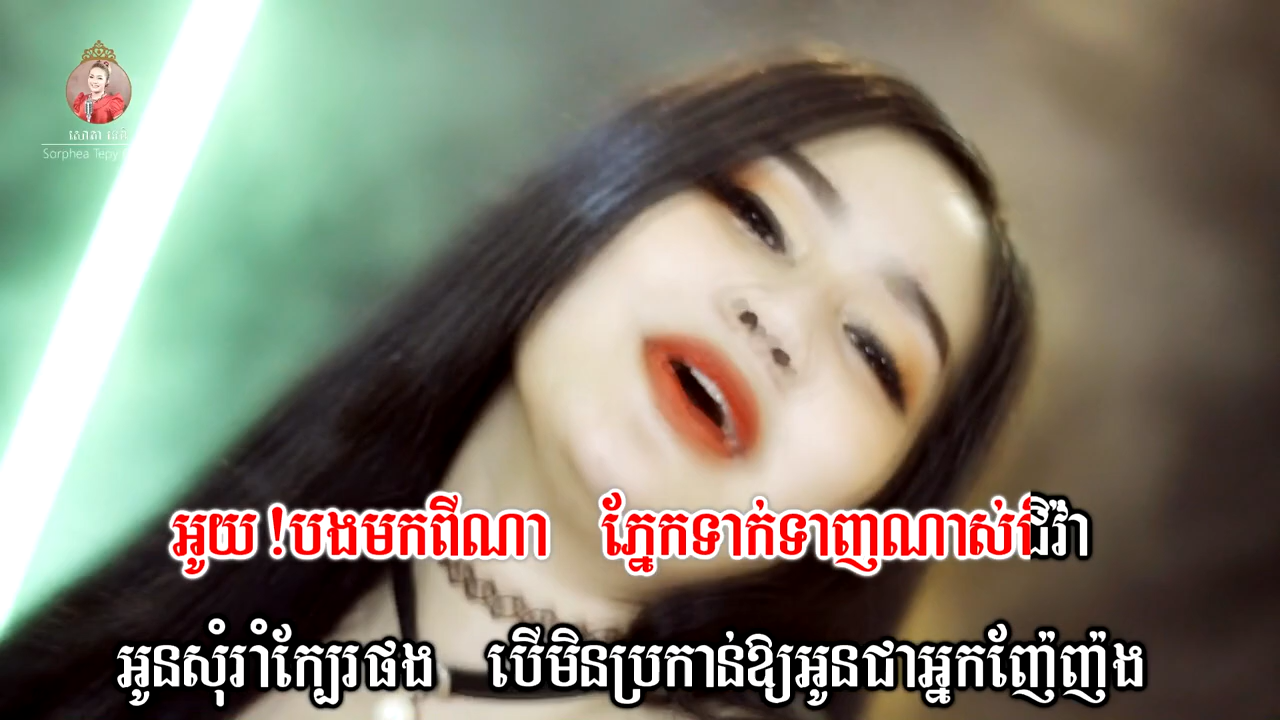 សោភា ទេពី
Sorphea Tepy
អូយ !បងមកពីណា ភ្នែកទាក់ទាញណាស់ជីវ៉ា
អូនសុំរាំក្បែរផង បើមិនប្រកាន់ឱ្យអូនជាអ្នកញ៉ែញ៉ង